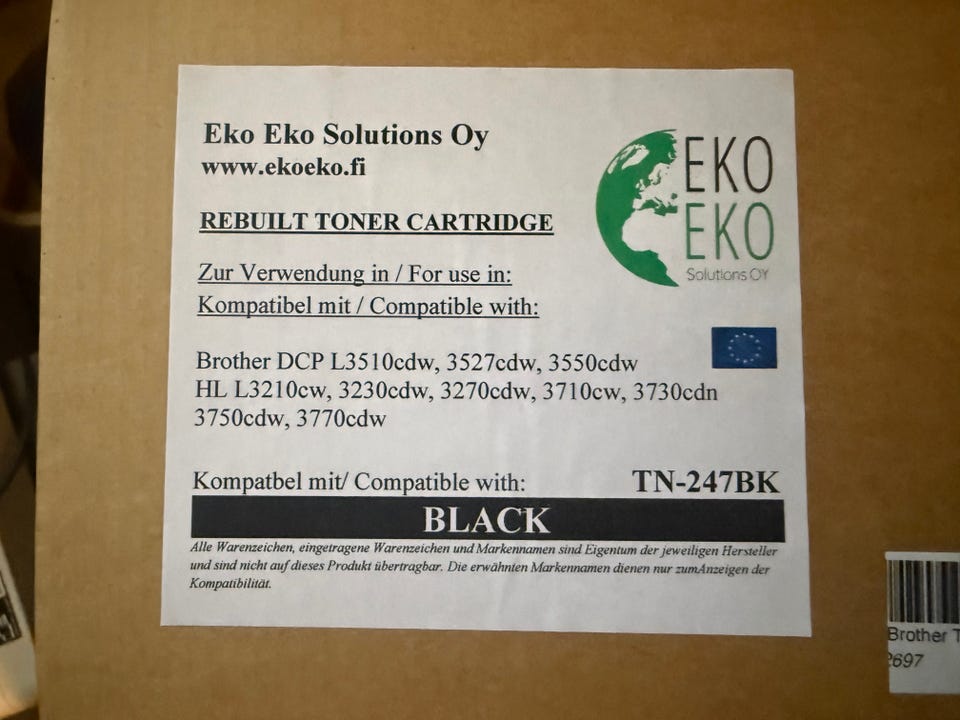 Eko Eko Solutions Oy
www.ekoeko.fi
REBUILT TONER CARTRIDGE
Zur Verwendung in / For use in:
Kompatibel mit / Compatible with:
Brother DCP L3510cdw, 3527cdw, 3550cdw
HL L3210cw, 3230cdw, 3270cdw, 3710cw, 3730cdn
3750cdw, 3770cdw
Kompatbel mit/ Compatible with: TN-247BK
BLACK
Alle Warenzeichen, eingetragene Warenzeichen und Markennamen sind Eigentum der jeweiligen Hersteller
und sind nicht auf dieses Produkt übertragbar. Die erwähnten Markennamen dienen nur zumAnzeigen der
Kompatibilität.
EKO
EKO
Solutions OY
Brother T
2697